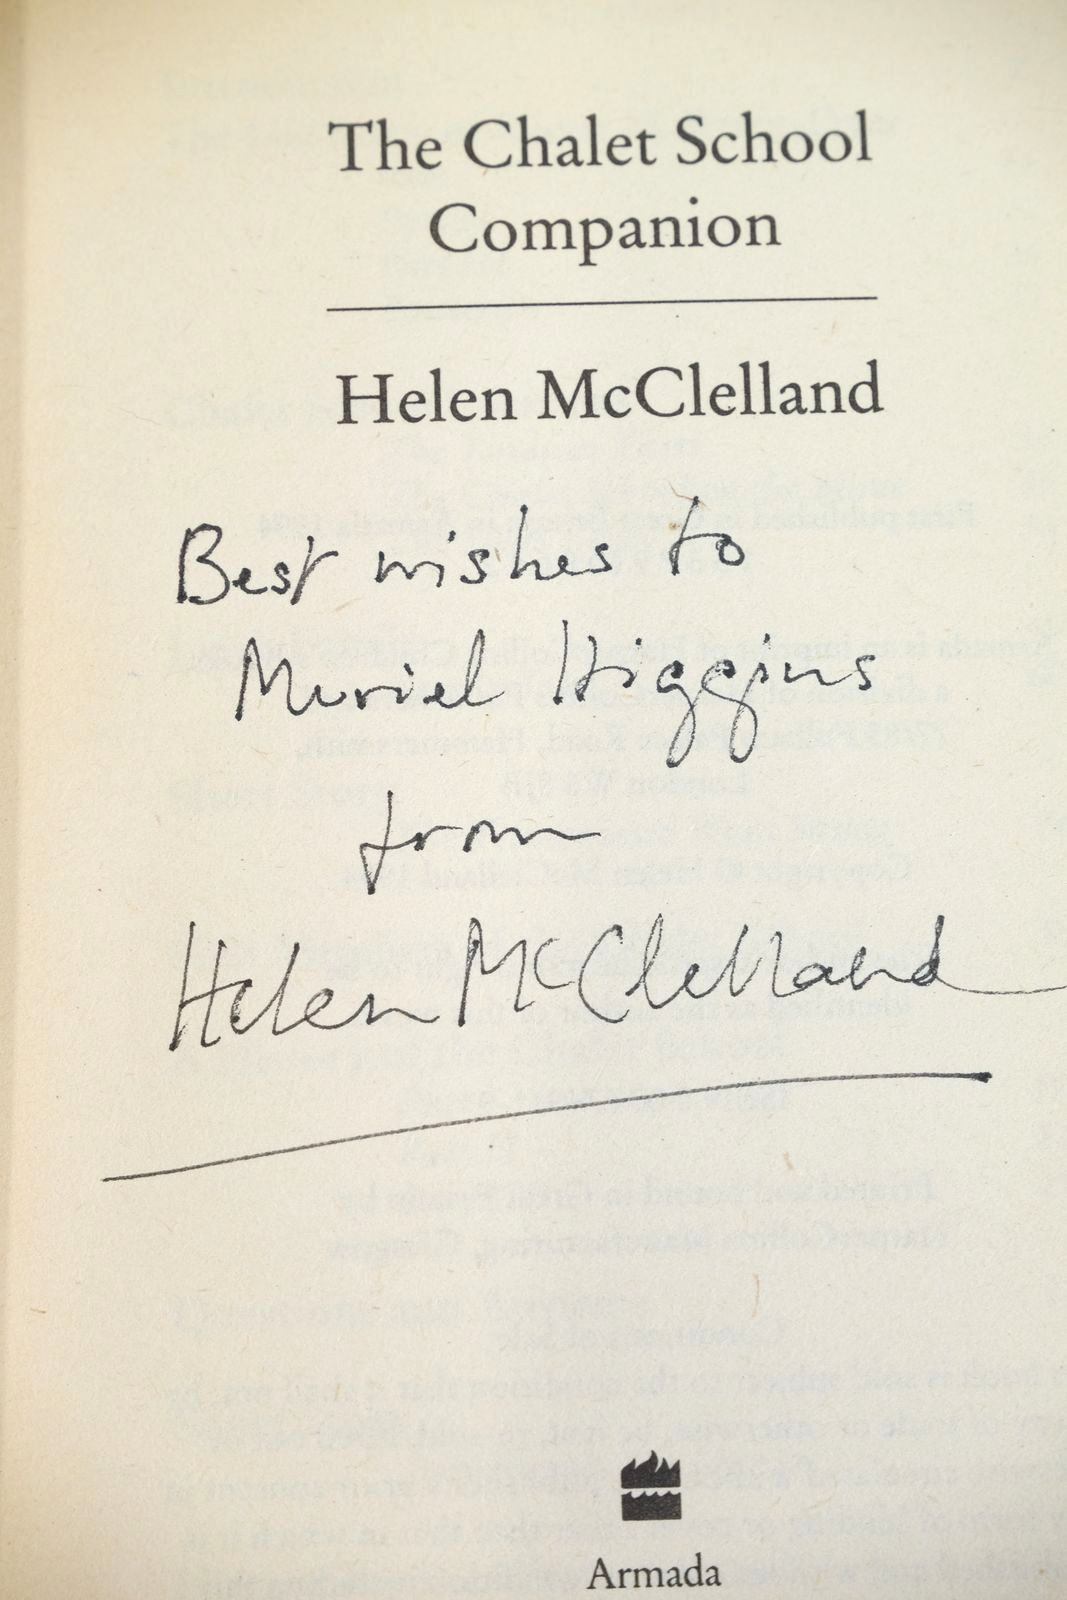 The Chalet School
Companion
Helen McClelland
Best wishes to
Muriel Higgins
from
Helen McClelland
Armada